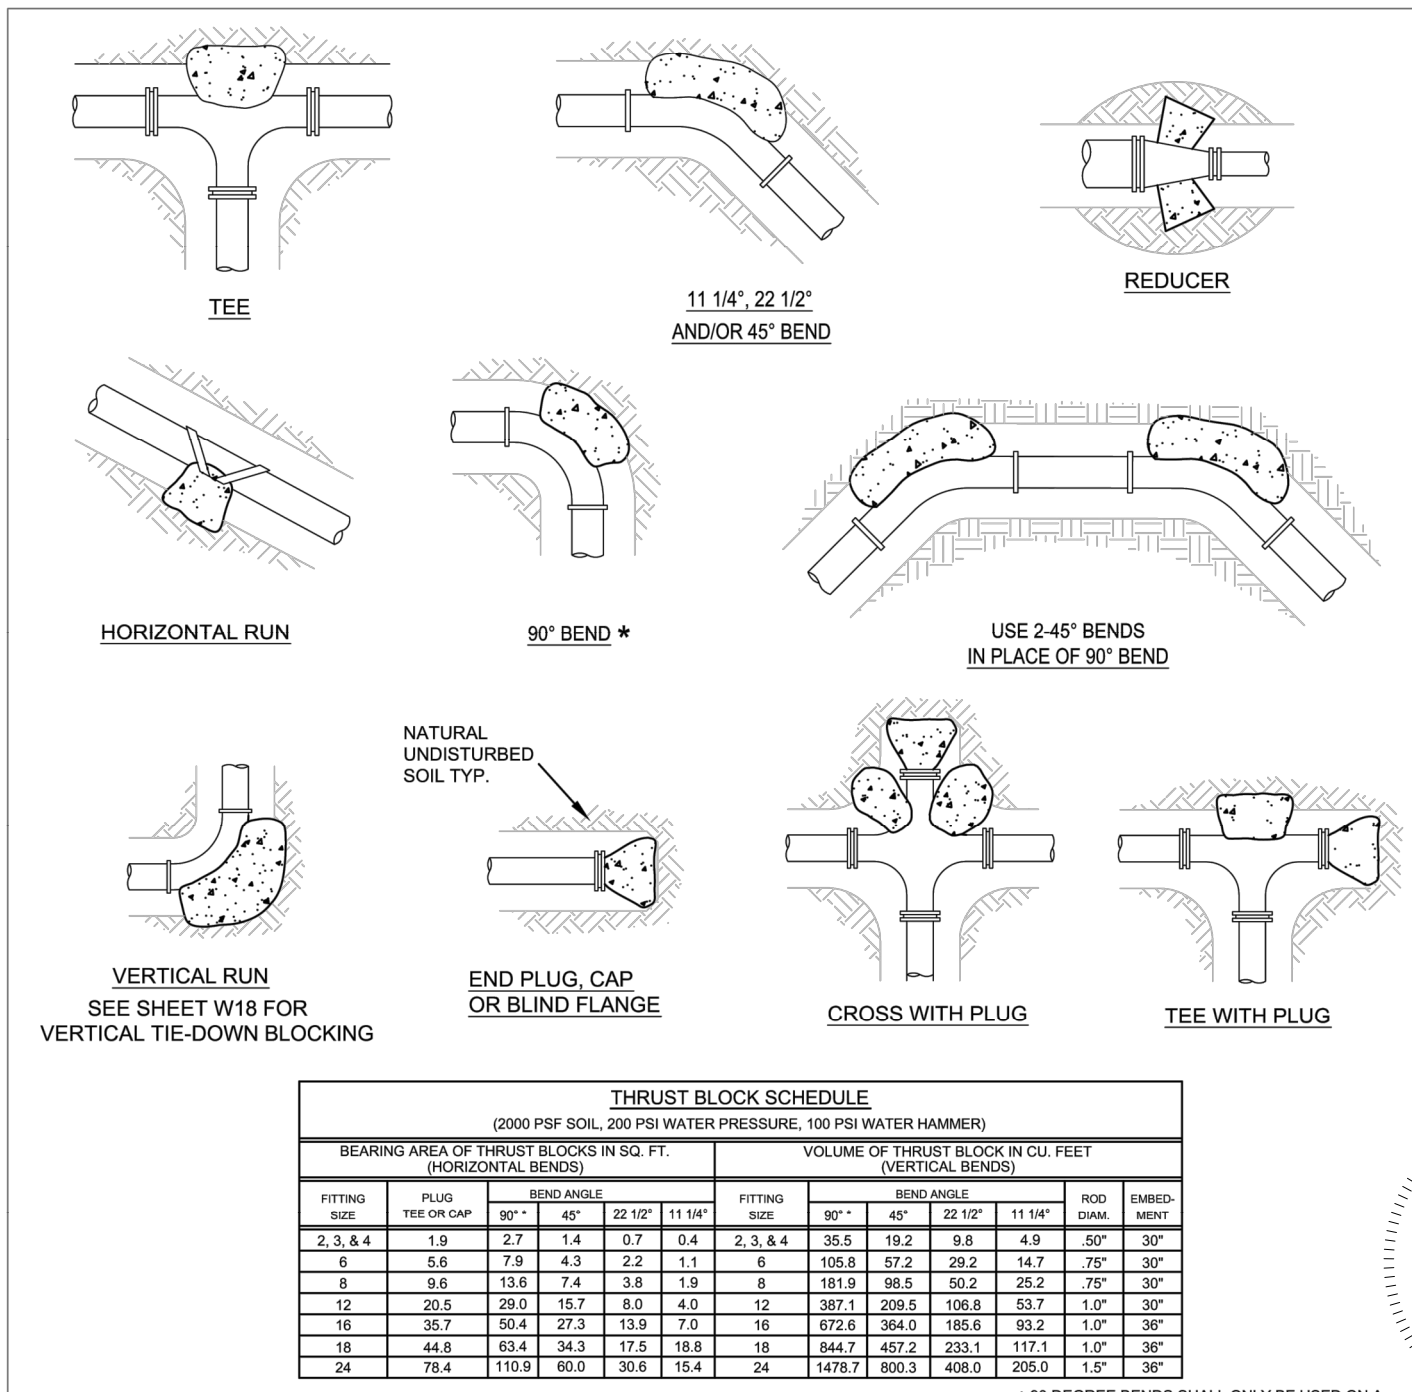 TEE
11 1/4°, 22 1/2°
AND/OR 45° BEND
REDUCER
HORIZONTAL RUN
90° BEND *
USE 2-45° BENDS
IN PLACE OF 90° BEND
NATURAL
UNDISTURBED
SOIL TYP.
VERTICAL RUN
SEE SHEET W18 FOR
VERTICAL TIE-DOWN BLOCKING
END PLUG, CAP
OR BLIND FLANGE
CROSS WITH PLUG
TEE WITH PLUG
THRUST BLOCK SCHEDULE
(2000 PSF SOIL, 200 PSI WATER PRESSURE, 100 PSI WATER HAMMER)
BEARING AREA OF THRUST BLOCKS IN SQ. FT.
(HORIZONTAL BENDS)
VOLUME OF THRUST BLOCK IN CU. FEET
(VERTICAL BENDS)
FITTING SIZE PLUG TEE OR CAP BEND ANGLE FITTING SIZE BEND ANGLE ROD DIAM. EMBED-MENT
90° * 45° 22 1/2° 11 1/4° 90° * 45° 22 1/2° 11 1/4°
2, 3, & 4 1.9 2.7 1.4 0.7 0.4 2, 3, & 4 35.5 19.2 9.8 4.9 .50" 30"
6 5.6 7.9 4.3 2.2 1.1 6 105.8 57.2 29.2 14.7 .75" 30"
8 9.6 13.6 7.4 3.8 1.9 8 181.9 98.5 50.2 25.2 .75" 30"
12 20.5 29.0 15.7 8.0 4.0 12 387.1 209.5 106.8 53.7 1.0" 30"
16 35.7 50.4 27.3 13.9 7.0 16 672.6 364.0 185.6 93.2 1.0" 36"
18 44.8 63.4 34.3 17.5 18.8 18 844.7 457.2 233.1 117.1 1.0" 36"
24 78.4 110.9 60.0 30.6 15.4 24 1478.7 800.3 408.0 205.0 1.5" 36"
* 90 DEGREE BENDS SHALL ONLY BE USED ON A